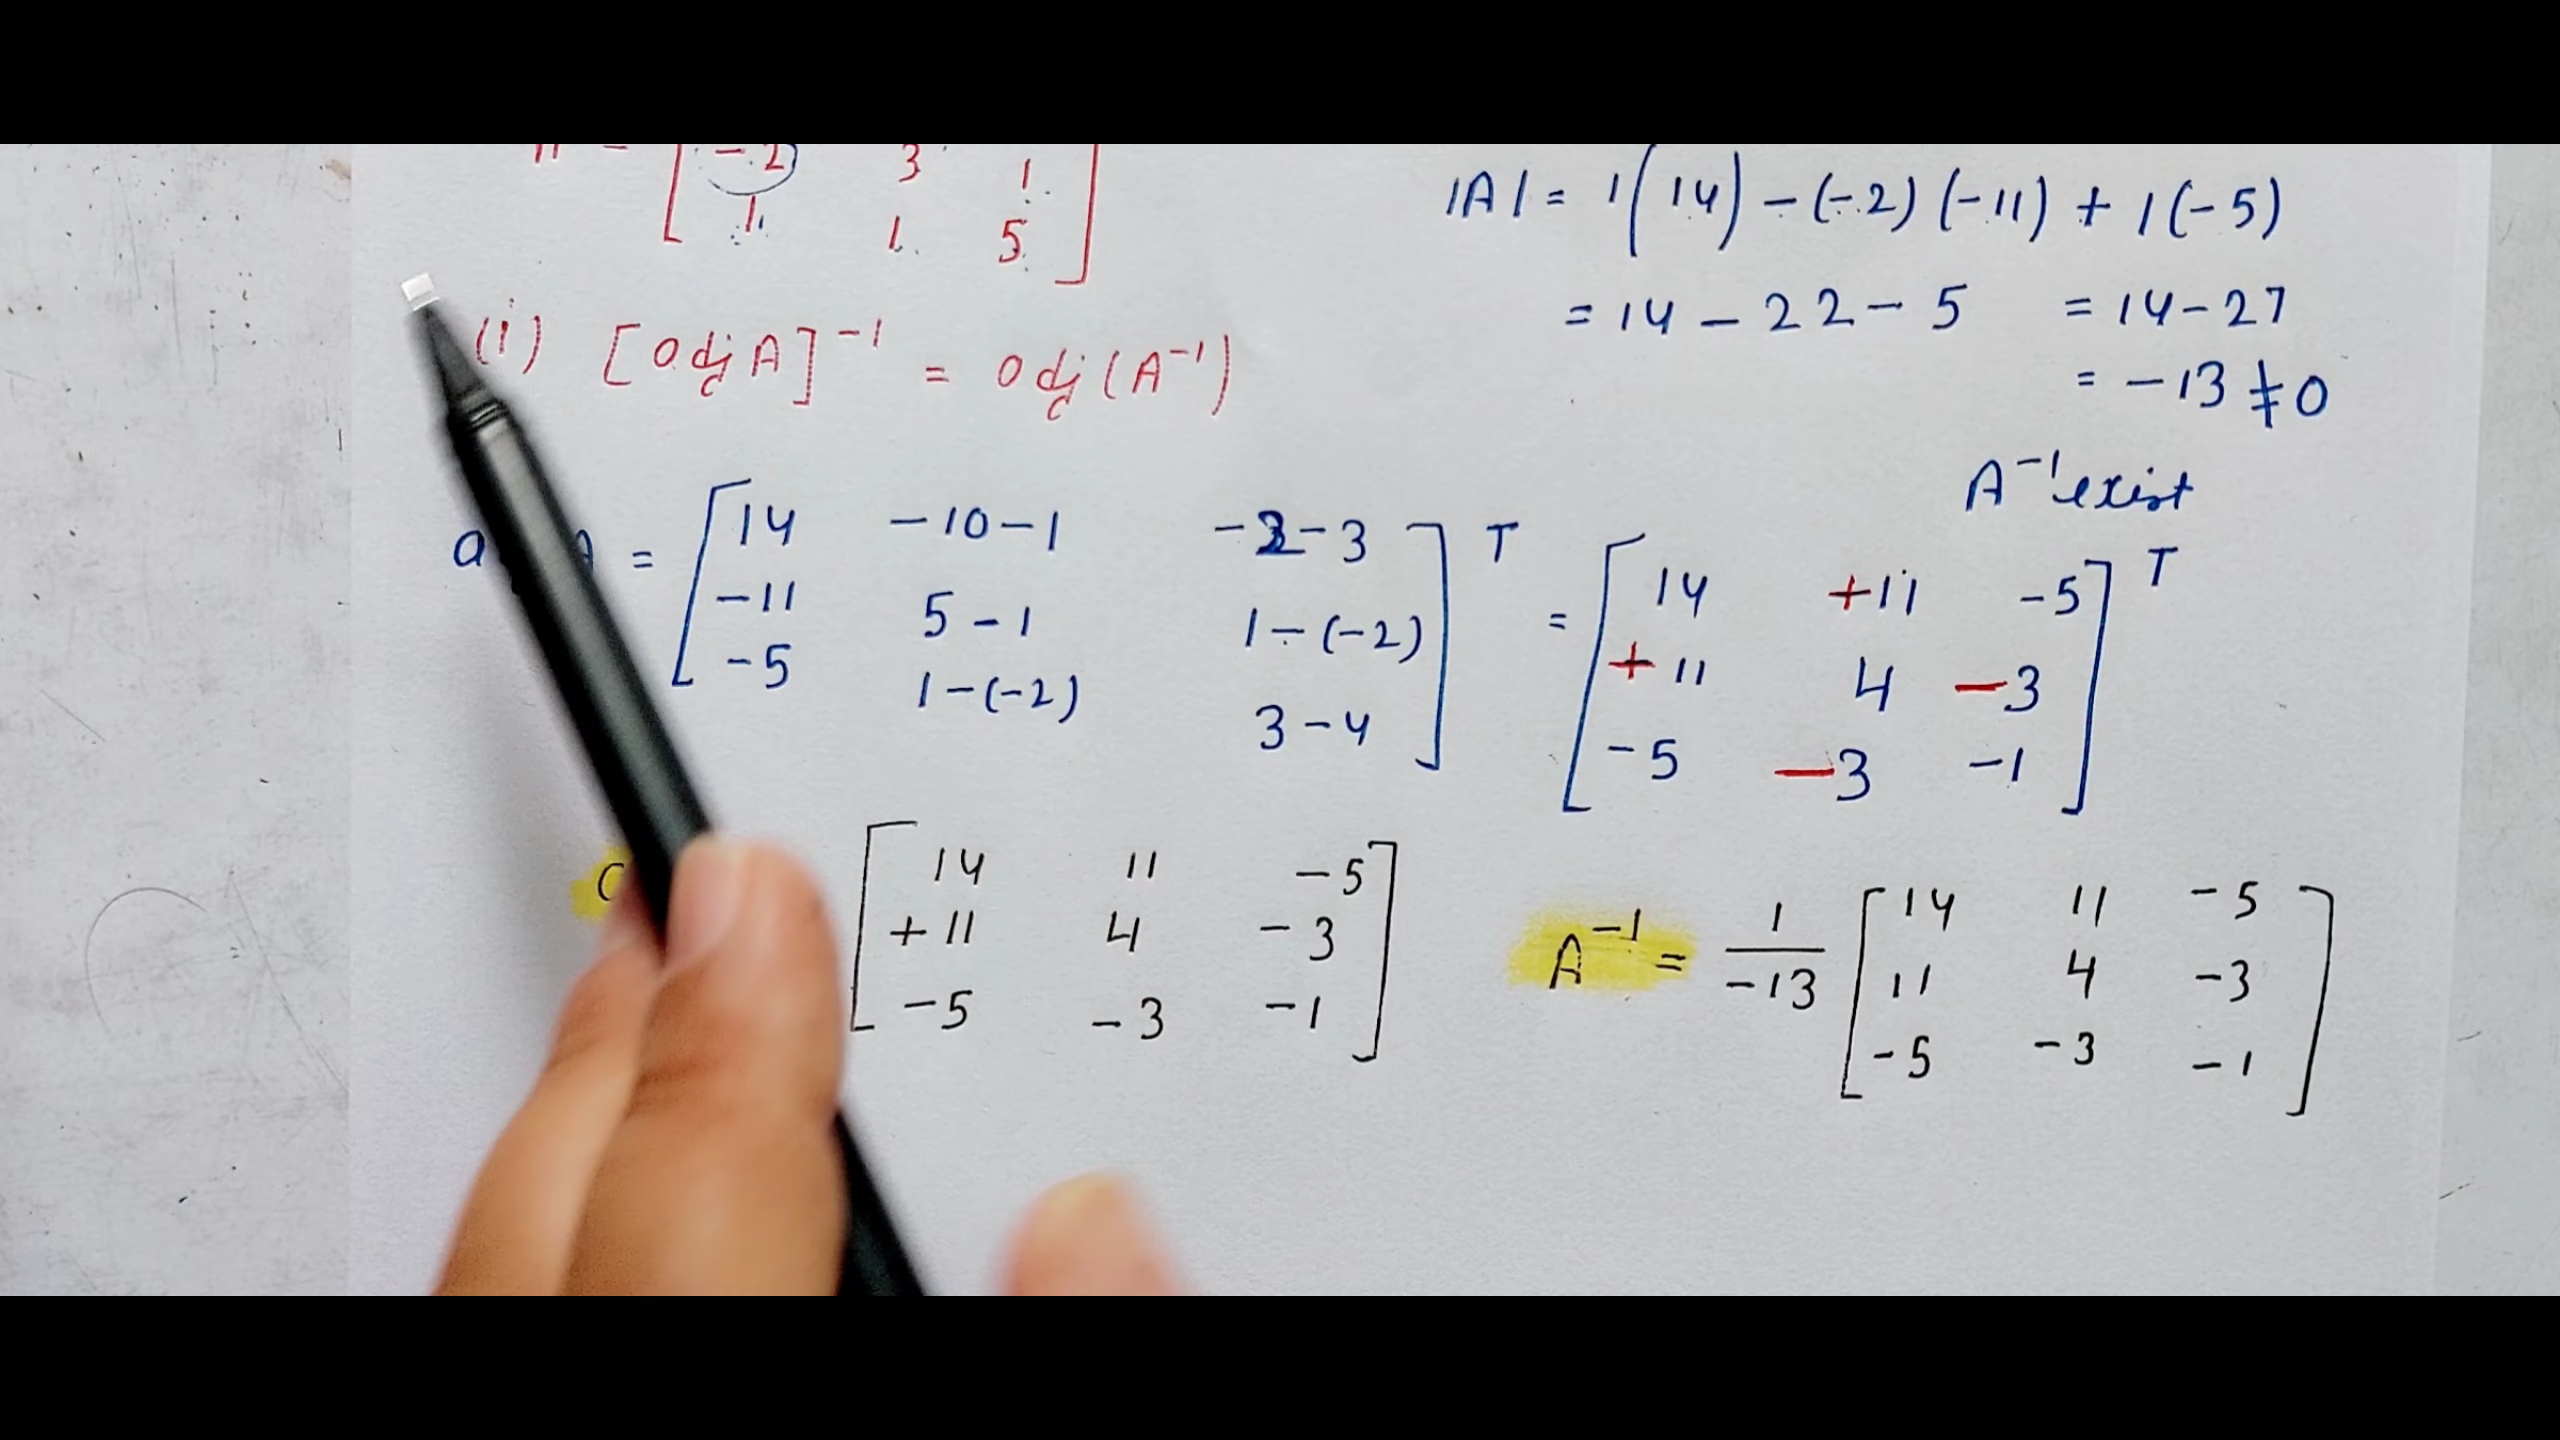 [ -2 3 1
1 1 5 ]
|A| = 1(14) - (-2)(-11) + 1(-5)
= 14 - 22 - 5 = 14 - 27
= -13 ≠ 0
A⁻¹ exist
(i) [adj A]⁻¹ = adj (A⁻¹)
= [ 14 -10-1 -2-3
-11 5-1 1-(-2)
-5 1-(-2) 3-4 ] T
= [ 14 +11 -5
+11 4 -3
-5 -3 -1 ] T
[ 14 11 -5
+11 4 -3
-5 -3 -1 ]
A⁻¹ = 1/-13 [ 14 11 -5
11 4 -3
-5 -3 -1 ]